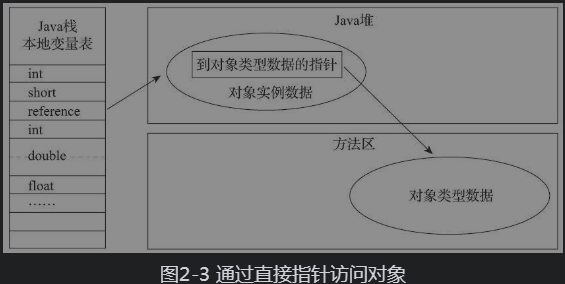 Java栈
本地变量表
int
short
reference
int
double
float
……
Java堆
到对象类型数据的指针
对象实例数据
方法区
对象类型数据
图2-3 通过直接指针访问对象